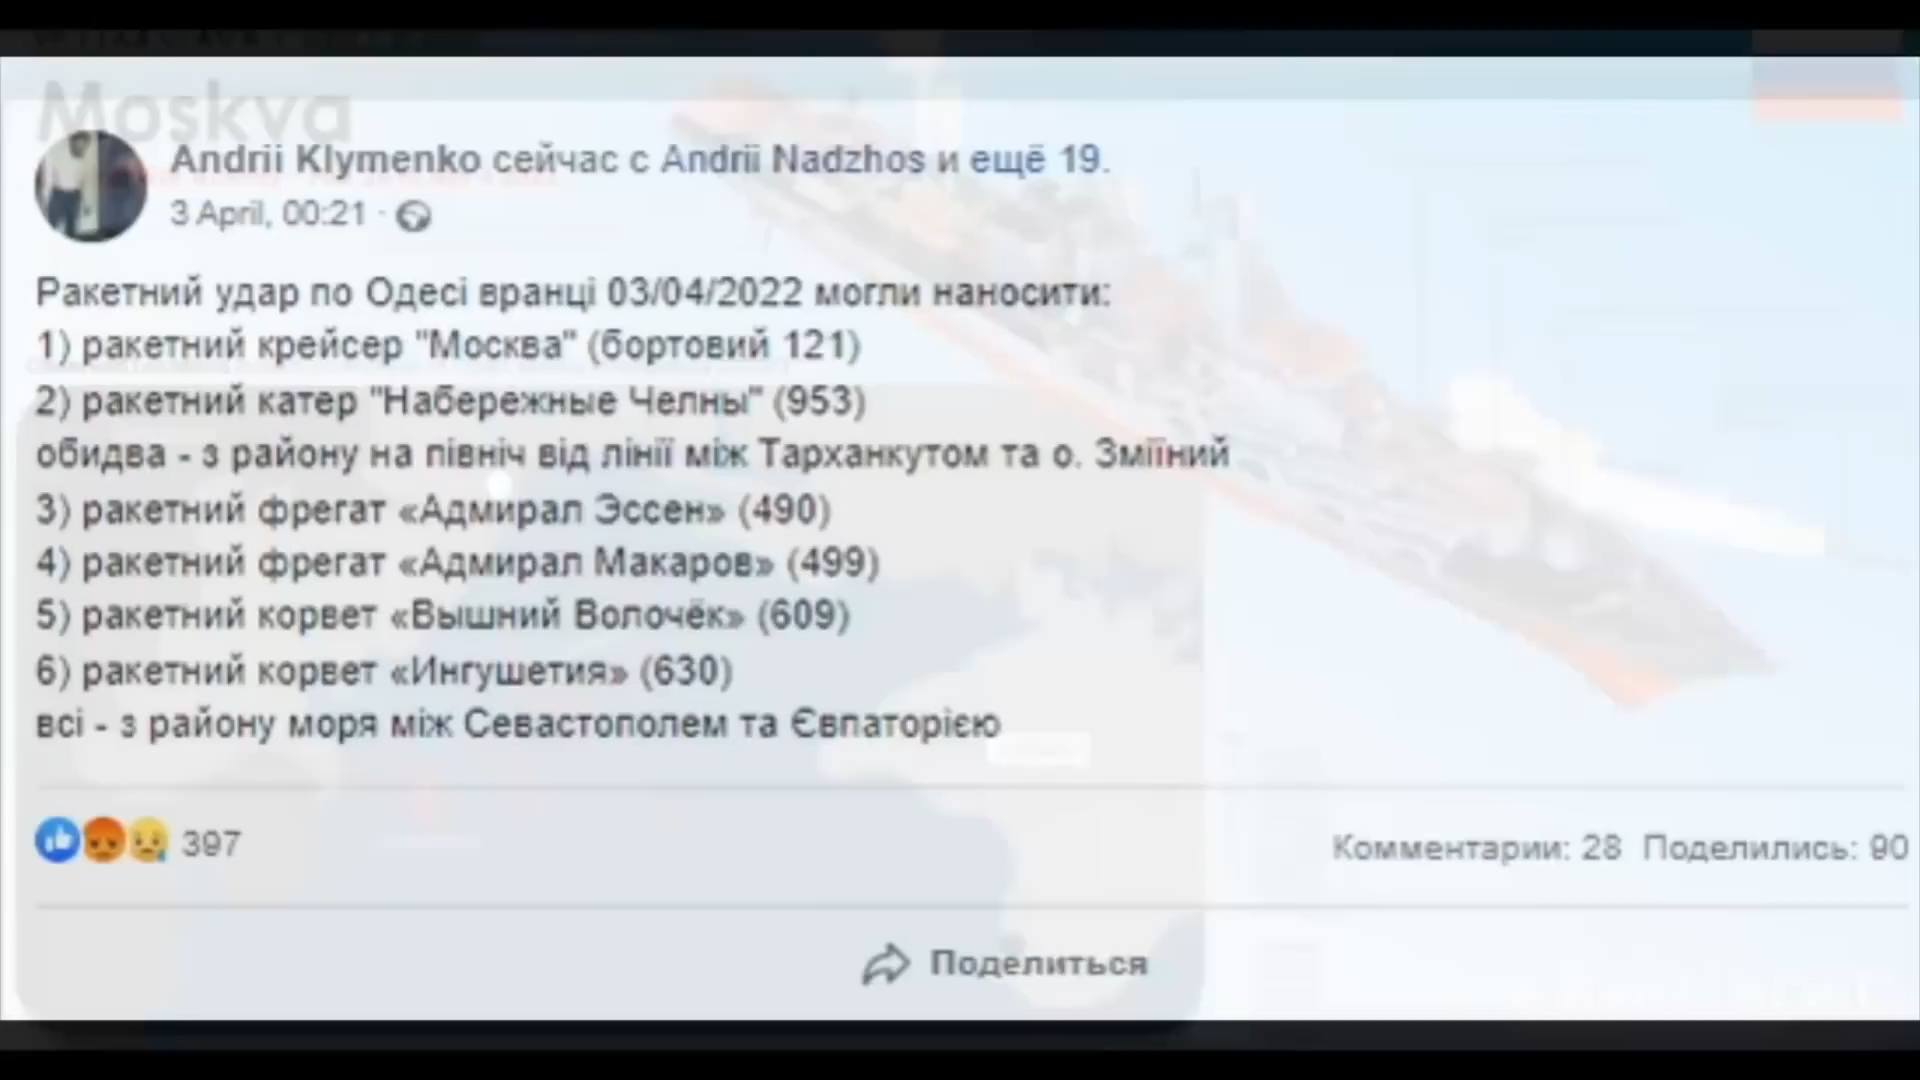 Moskva
Andrii Klymenko сейчас с Andrii Nadzhos и ещё 19.
3 April, 00:21 ·
Ракетний удар по Одесі вранці 03/04/2022 могли наносити:
1) ракетний крейсер "Москва" (бортовий 121)
2) ракетний катер "Набережные Челны" (953)
обидва - з району на північ від лінії між Тарханкутом та о. Зміїний
3) ракетний фрегат «Адмирал Эссен» (490)
4) ракетний фрегат «Адмирал Макаров» (499)
5) ракетний корвет «Вышний Волочёк» (609)
6) ракетний корвет «Ингушетия» (630)
всі - з району моря між Севастополем та Євпаторією
397
Комментарии: 28 Поделились: 90
Поделиться